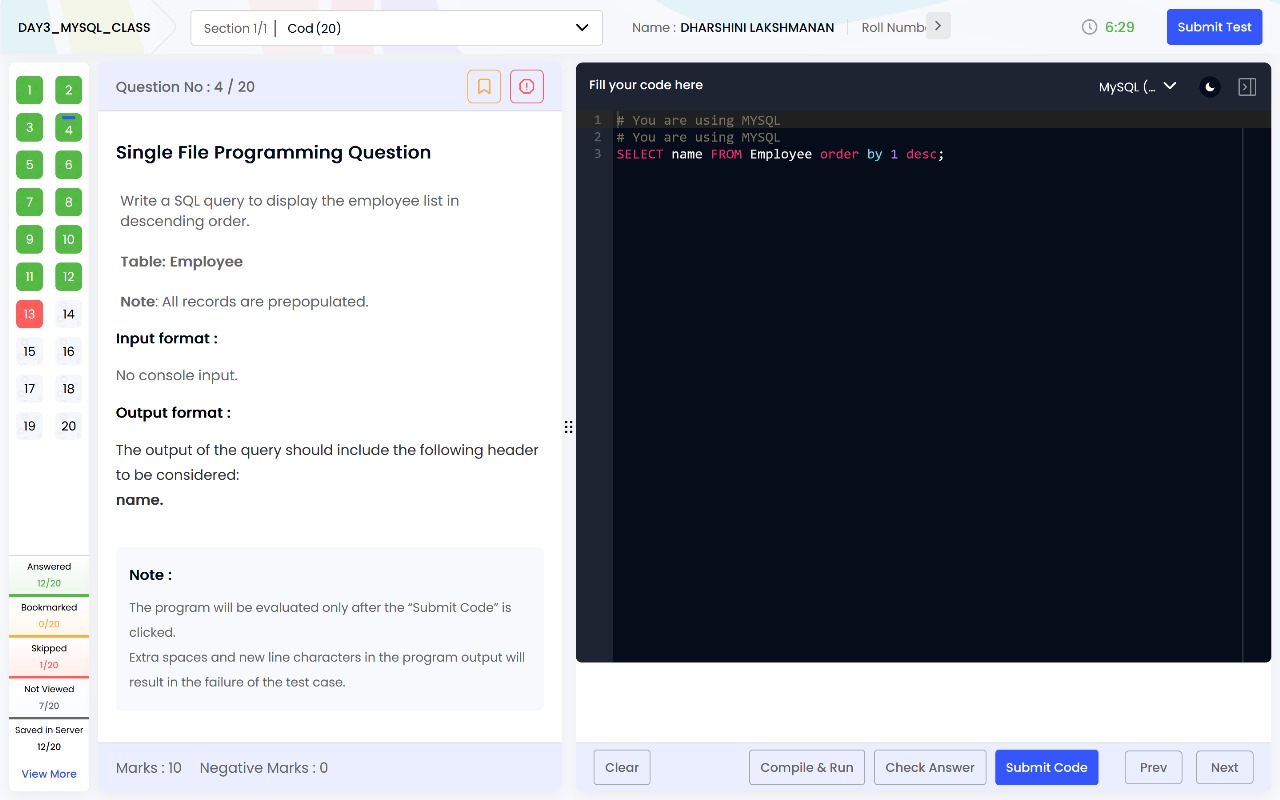 DAY3_MYSQL_CLASS
Section 1/1 | Cod (20)
Name : DHARSHINI LAKSHMANAN
Roll Numb
6:29
Submit Test
1 2
3 4
5 6
7 8
9 10
11 12
13 14
15 16
17 18
19 20
Answered
12/20
Bookmarked
0/20
Skipped
1/20
Not Viewed
7/20
Saved in Server
12/20
View More
Question No : 4 / 20
Single File Programming Question
Write a SQL query to display the employee list in
descending order.
Table: Employee
Note: All records are prepopulated.
Input format :
No console input.
Output format :
The output of the query should include the following header
to be considered:
name.
Note :
The program will be evaluated only after the “Submit Code” is
clicked.
Extra spaces and new line characters in the program output will
result in the failure of the test case.
Marks : 10 Negative Marks : 0
Fill your code here
MySQL (...
1 # You are using MYSQL
2 # You are using MYSQL
3 SELECT name FROM Employee order by 1 desc;
Clear
Compile & Run
Check Answer
Submit Code
Prev
Next